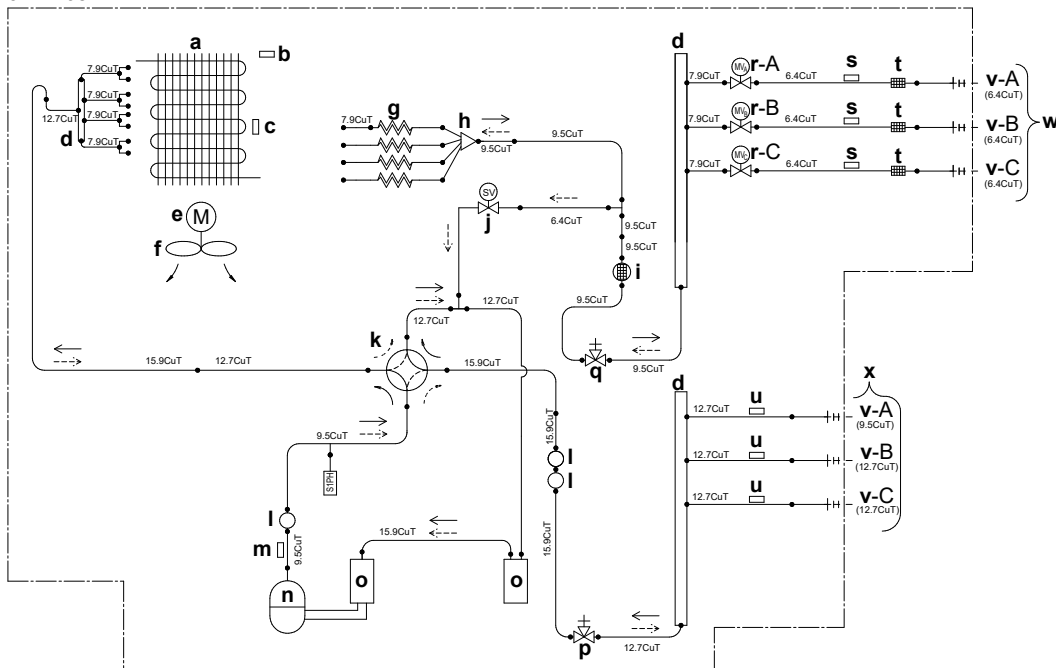 a
b
7.9CuT
7.9CuT
7.9CuT
7.9CuT
12.7CuT
d
c
e
M
f
7.9CuT
g
h
9.5CuT
9.5CuT
SV
j
6.4CuT
9.5CuT
9.5CuT
i
9.5CuT
q
9.5CuT
d
7.9CuT
MVA
r-A
6.4CuT
s
t
v-A
(6.4CuT)
7.9CuT
MVB
r-B
6.4CuT
s
t
v-B
(6.4CuT)
w
7.9CuT
MVC
r-C
6.4CuT
s
t
v-C
(6.4CuT)
12.7CuT
12.7CuT
k
15.9CuT
12.7CuT
15.9CuT
9.5CuT
S1PH
l
m
9.5CuT
n
15.9CuT
o
o
15.9CuT
l
l
15.9CuT
p
12.7CuT
d
x
12.7CuT
u
v-A
(9.5CuT)
12.7CuT
u
v-B
(12.7CuT)
12.7CuT
u
v-C
(12.7CuT)